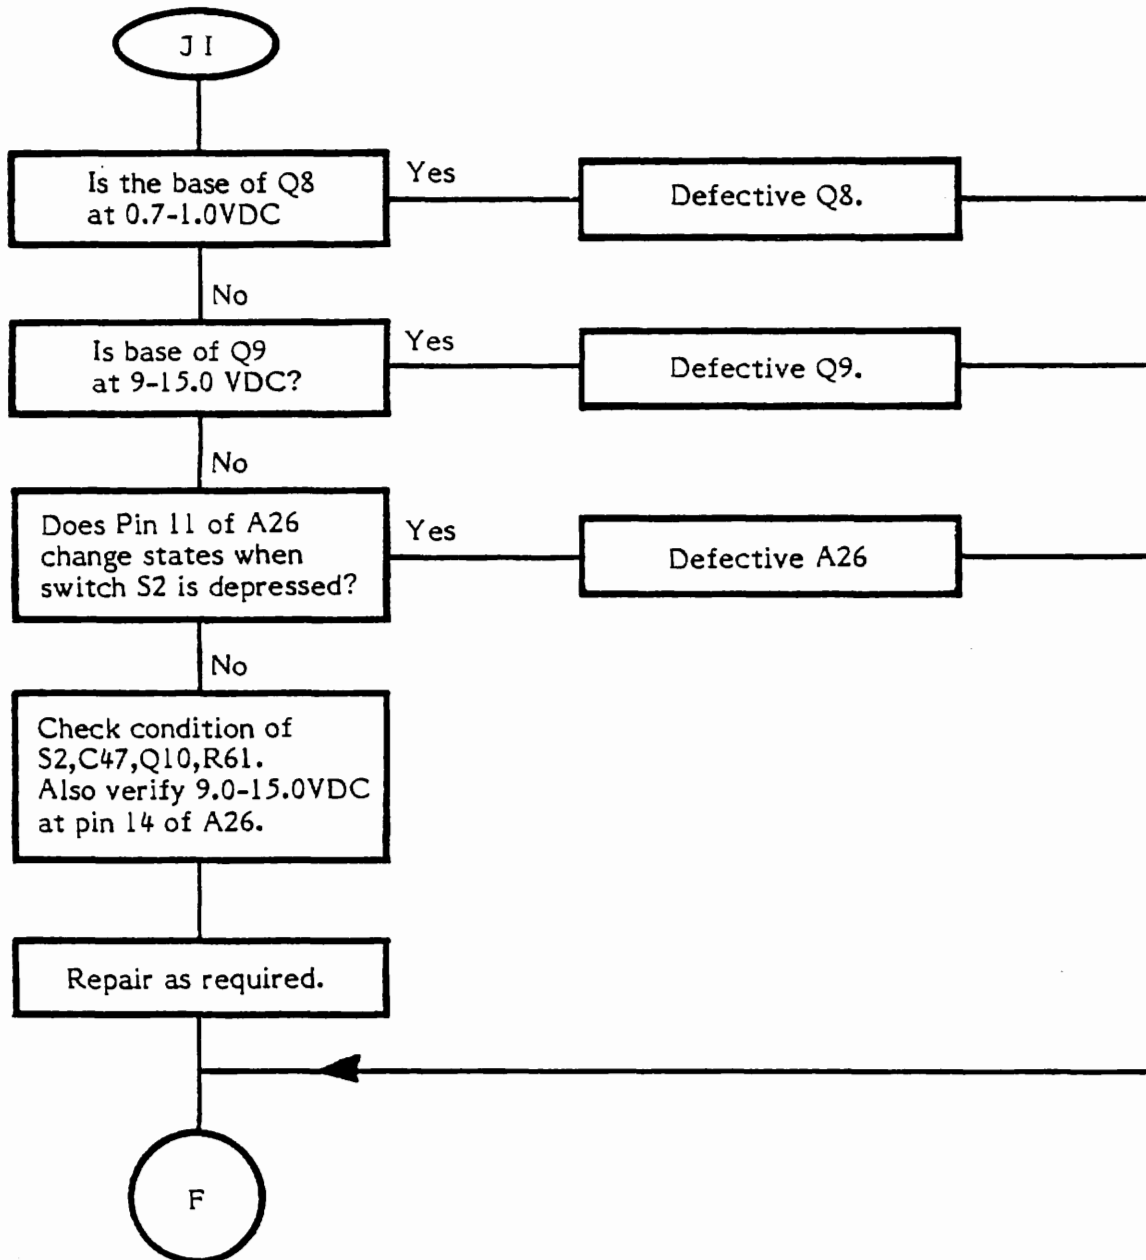 J I
Is the base of Q8
at 0.7-1.0VDC
Yes
Defective Q8.
No
Is base of Q9
at 9-15.0 VDC?
Yes
Defective Q9.
No
Does Pin 11 of A26
change states when
switch S2 is depressed?
Yes
Defective A26
No
Check condition of
S2,C47,Q10,R61.
Also verify 9.0-15.0VDC
at pin 14 of A26.
Repair as required.
F